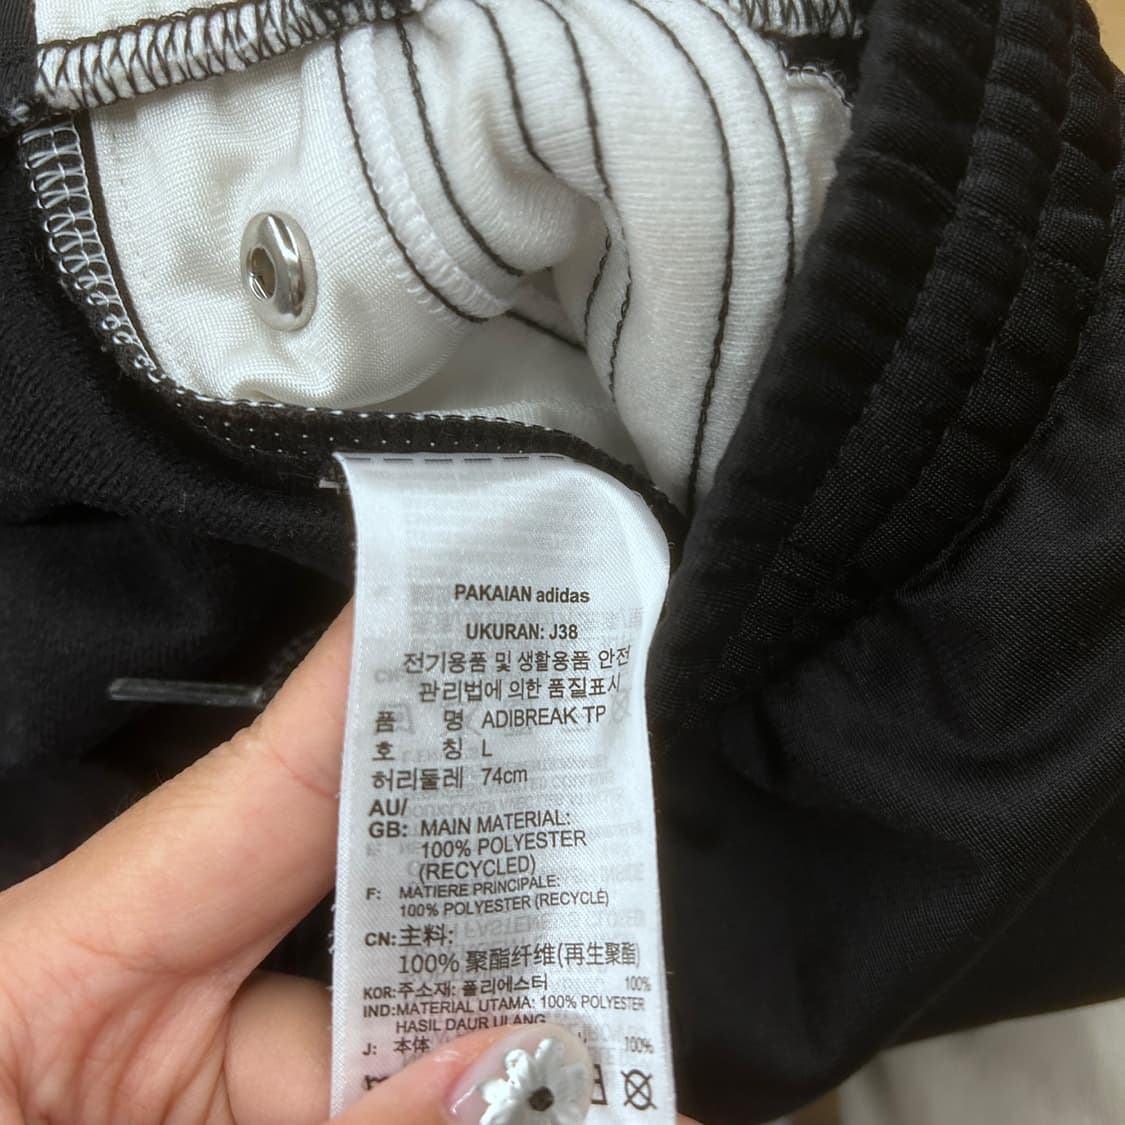 PAKAIAN adidas
UKURAN: J38
전기용품 및 생활용품 안전
관리법에 의한 품질표시
품 명 ADIBREAK TP
호 칭 L
허리둘레 74cm
AU/
GB: MAIN MATERIAL:
100% POLYESTER
(RECYCLED)
F: MATIERE PRINCIPALE:
100% POLYESTER (RECYCLÉ)
CN:主料:
100% 聚酯纤维(再生聚酯)
KOR:주소재: 폴리에스터 100%
IND:MATERIAL UTAMA: 100% POLYESTER
HASIL DAUR ULANG
J: 本体 100%